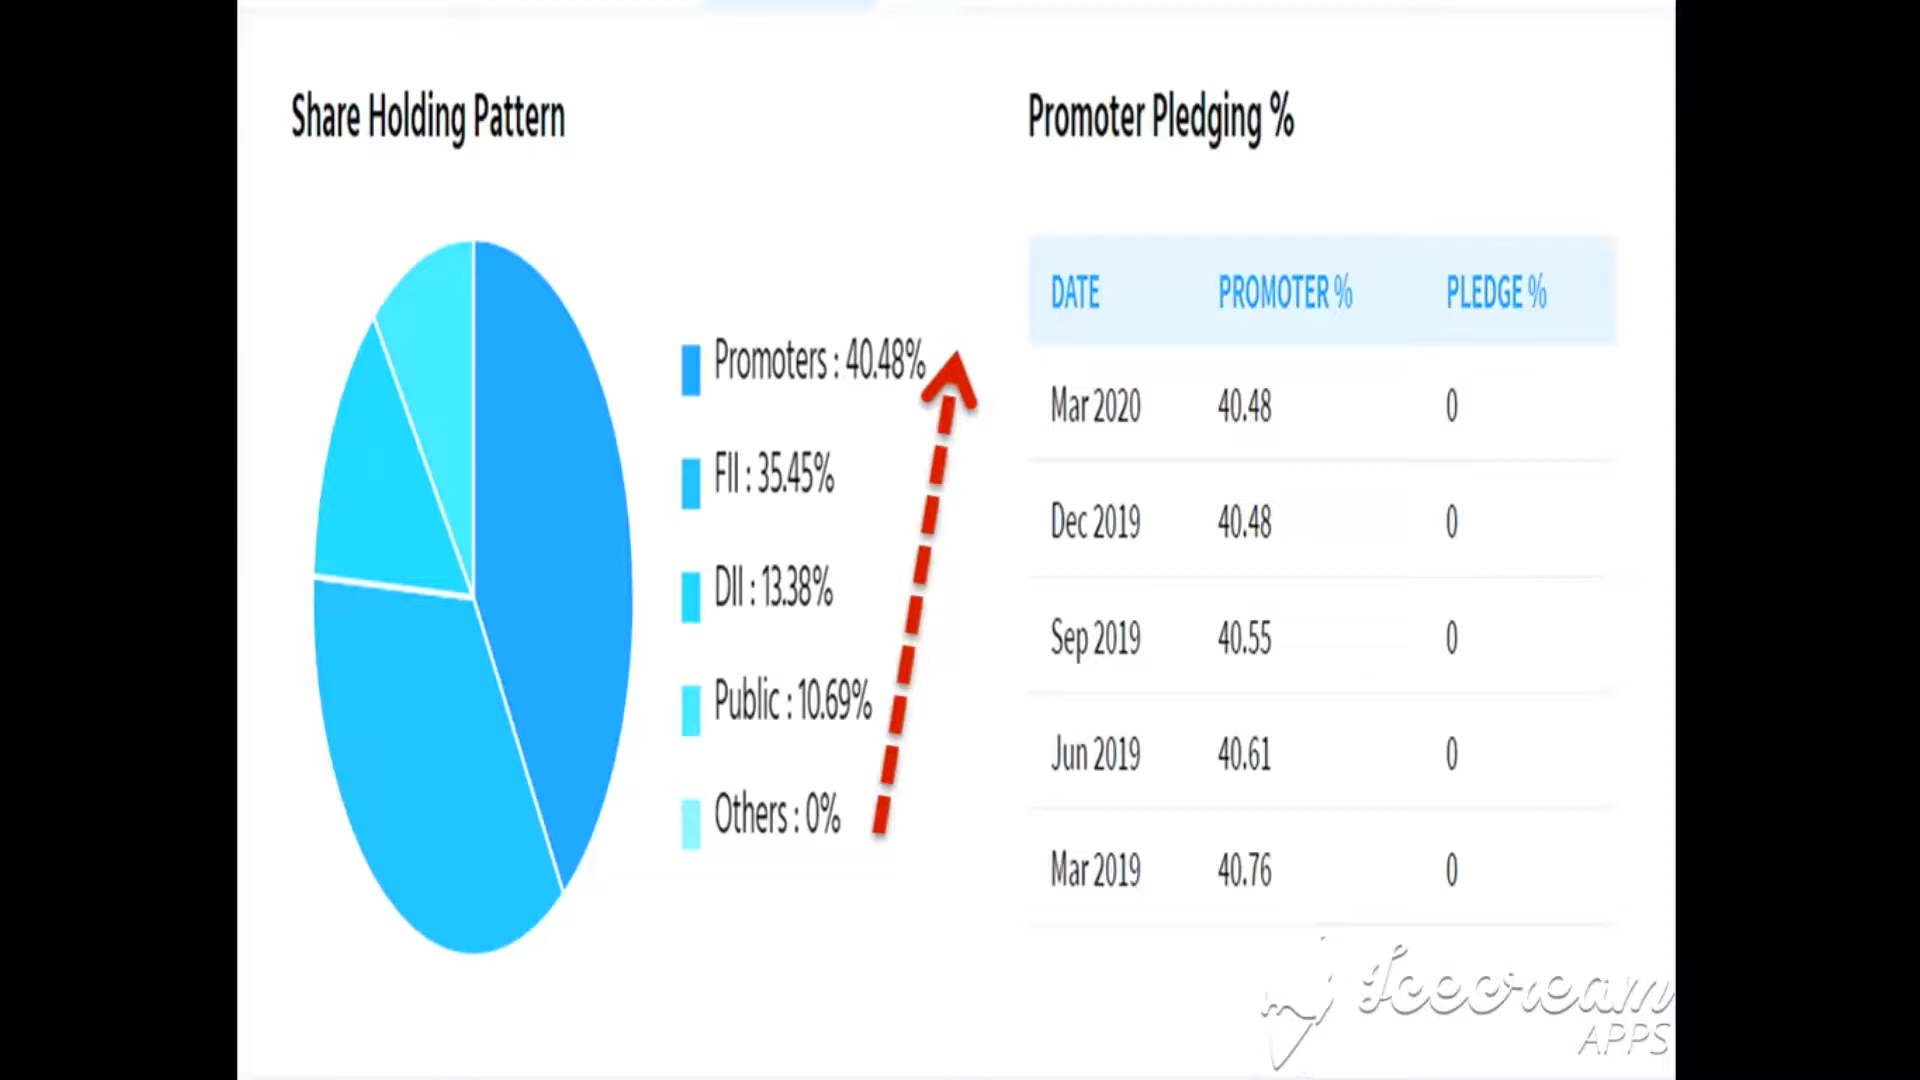 Share Holding Pattern
Promoters : 40.48%
FII : 35.45%
DII : 13.38%
Public : 10.69%
Others : 0%
Promoter Pledging %
DATE PROMOTER % PLEDGE %
Mar 2020 40.48 0
Dec 2019 40.48 0
Sep 2019 40.55 0
Jun 2019 40.61 0
Mar 2019 40.76 0
Icecream
APPS